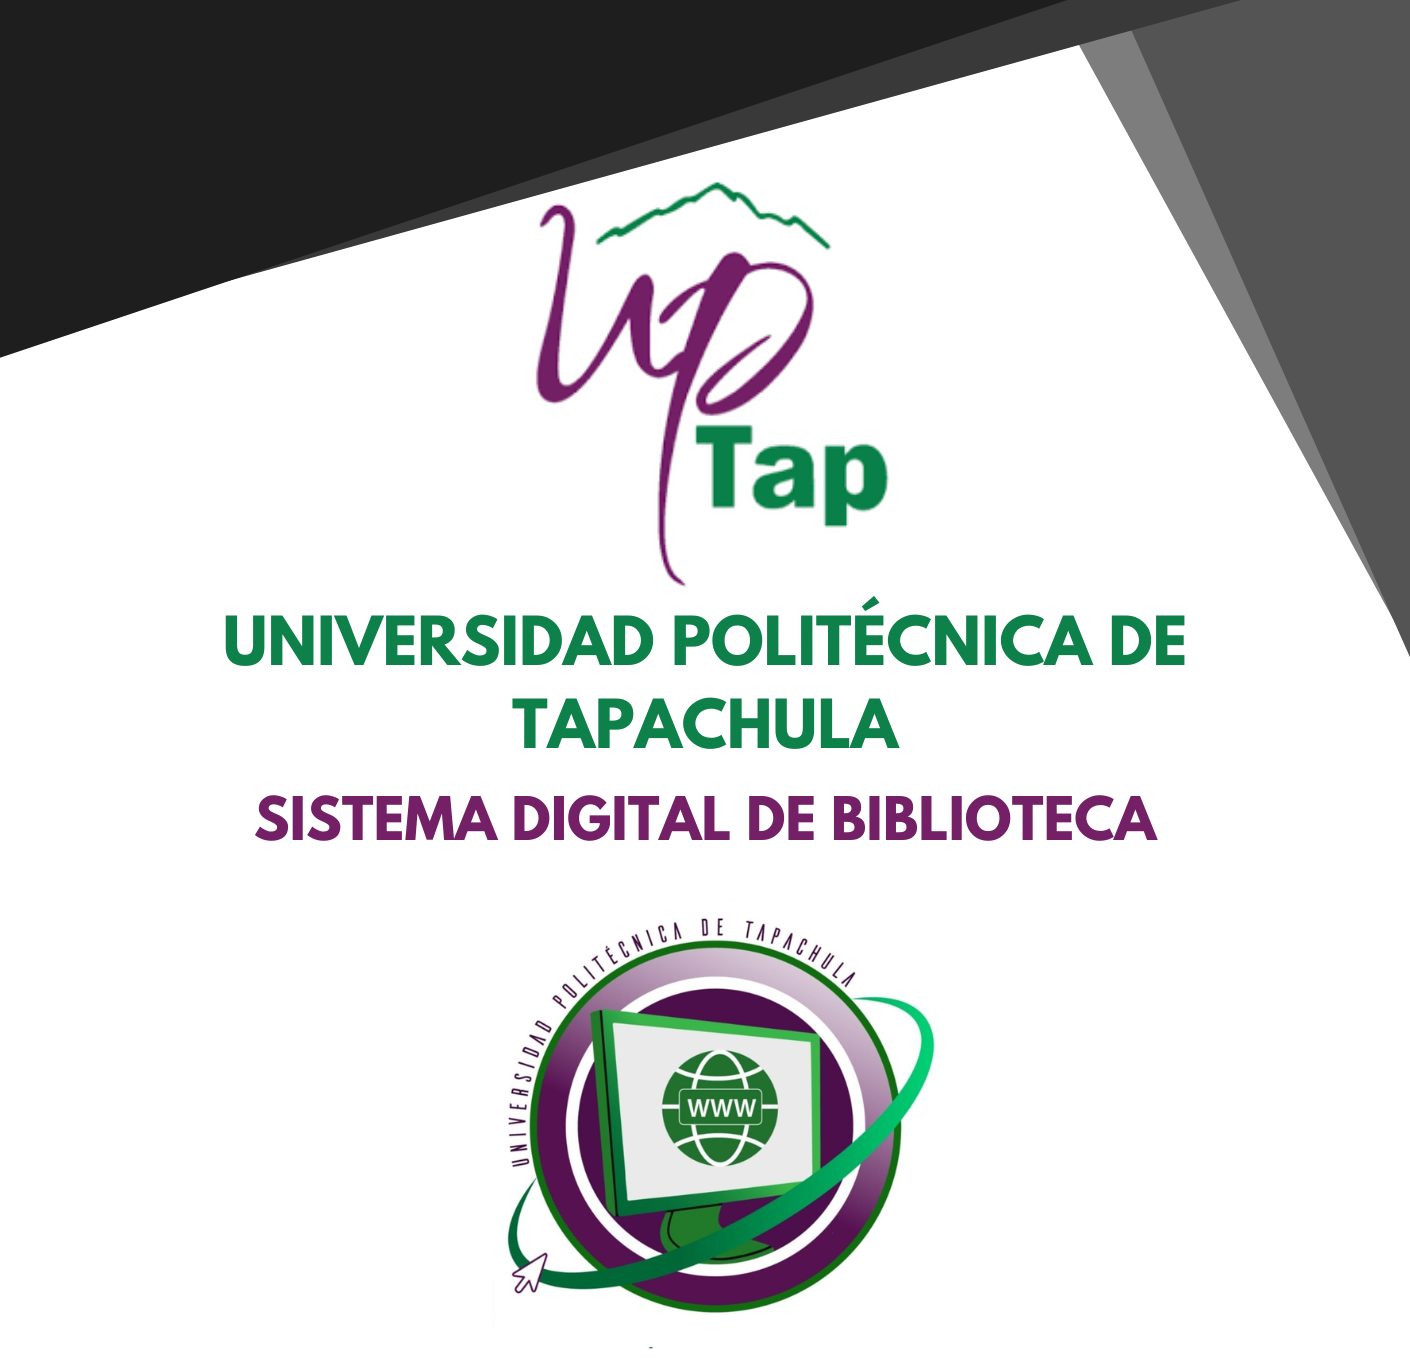 up
Tap
UNIVERSIDAD POLITÉCNICA DE
TAPACHULA
SISTEMA DIGITAL DE BIBLIOTECA
UNIVERSIDAD POLITÉCNICA DE TAPACHULA
WWW